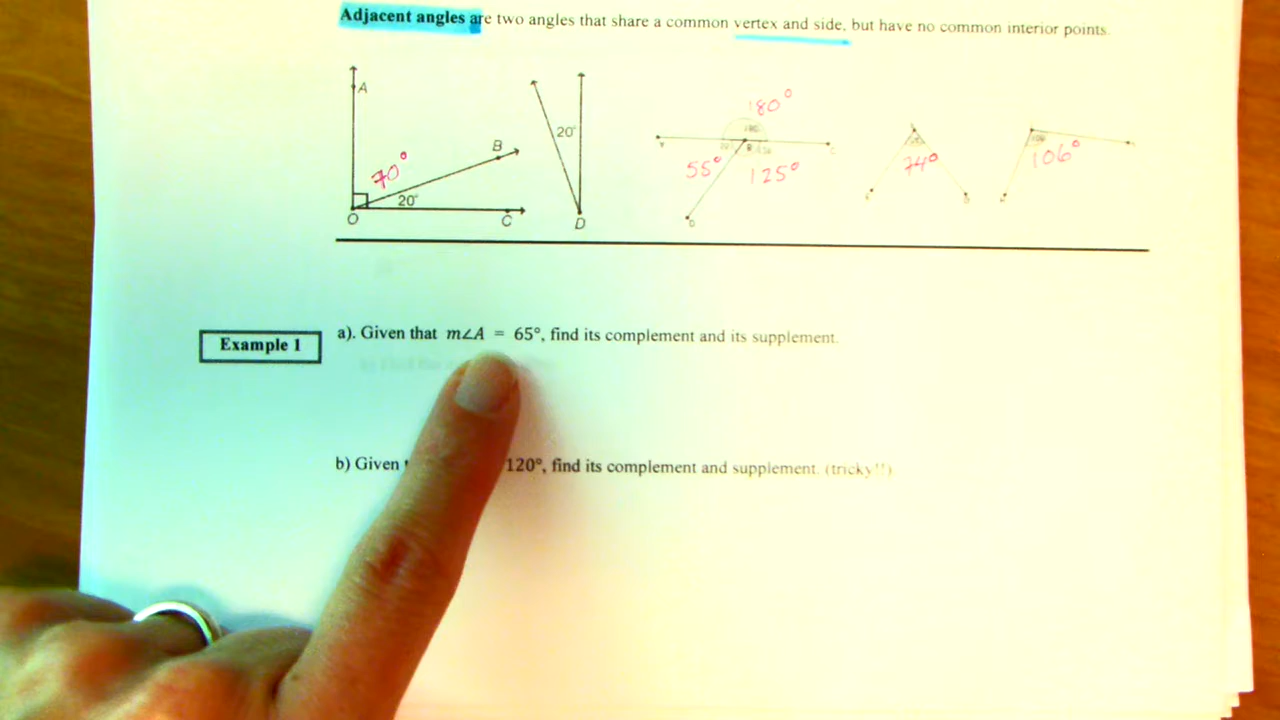 Adjacent angles are two angles that share a common vertex and side, but have no common interior points.
A
70°
B
20°
O
C
20°
D
180°
55°
125°
74°
106°
Example 1
a). Given that m∠A = 65°, find its complement and its supplement.
b) Given 120°, find its complement and supplement. (tricky!!)